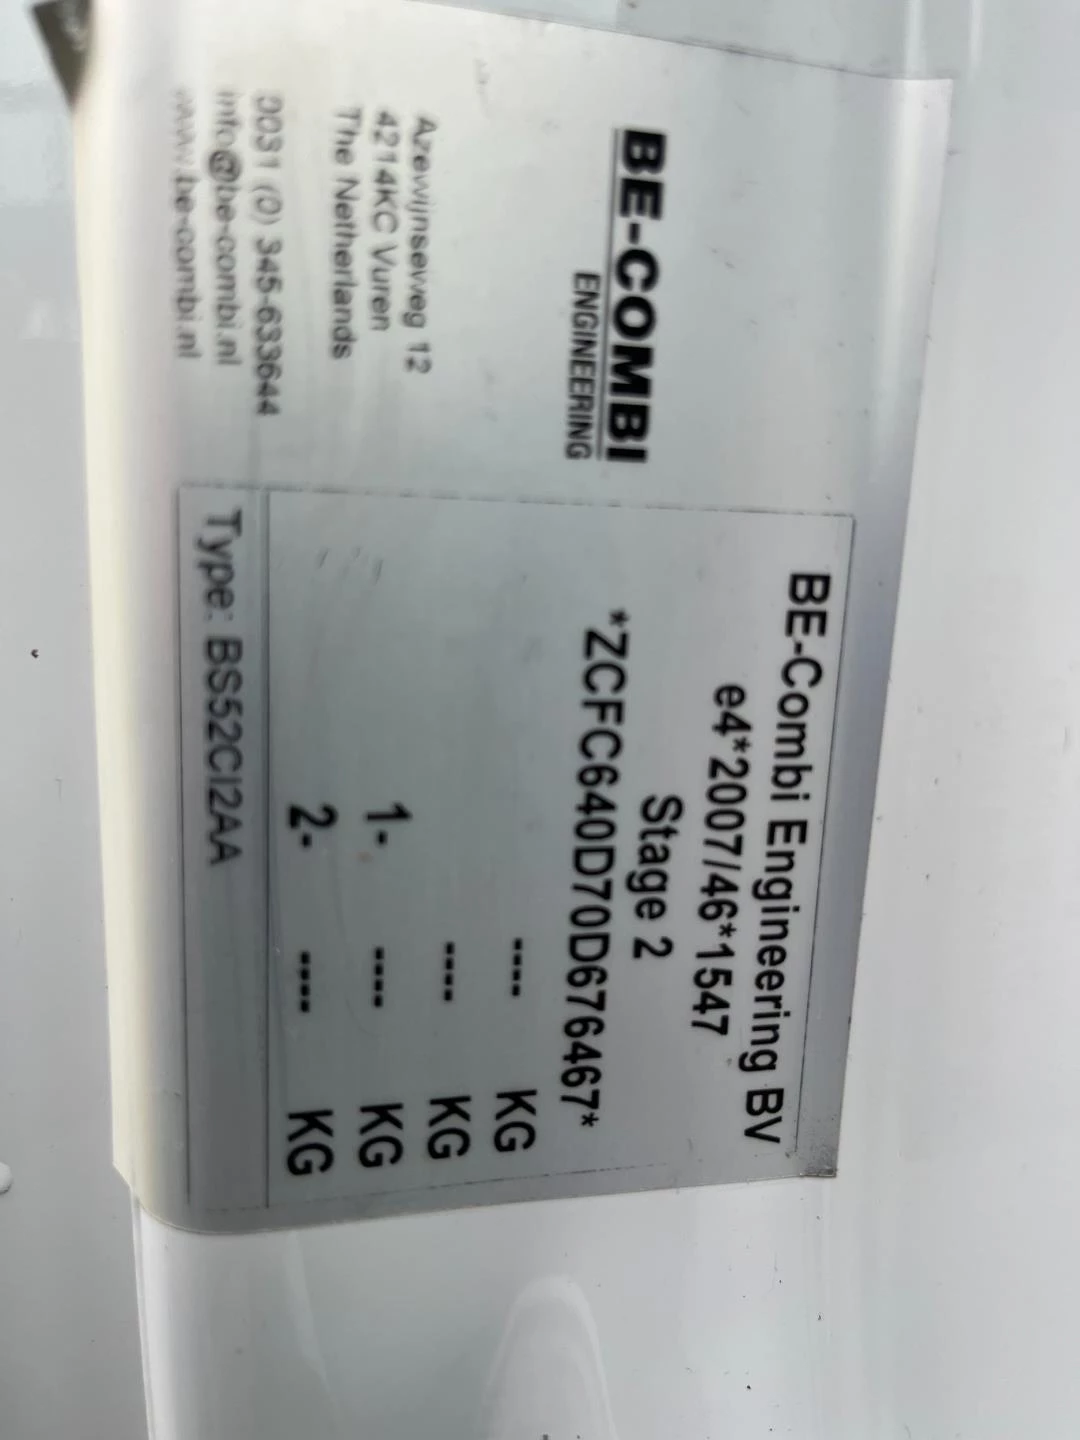 BE-COMBI
ENGINEERING
Azewijnseweg 12
4214KC Vuren
The Netherlands
0031 (0) 345-633644
info@be-combi.nl
www.be-combi.nl
BE-Combi Engineering BV
e4*2007/46*1547
Stage 2
*ZCFC640D70D676467*
---- KG
---- KG
1- ---- KG
2- ---- KG
Type: BS52CI2AA